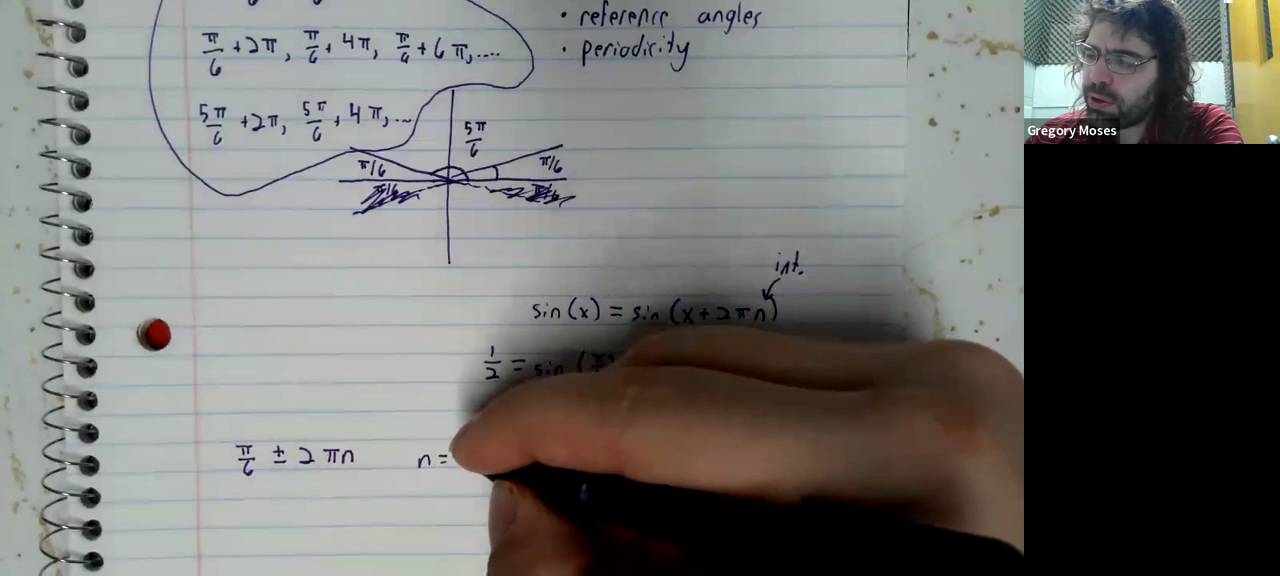 • reference angles
• periodicity
π/6 + 2π, π/6 + 4π, π/6 + 6π, ....
5π/6 + 2π, 5π/6 + 4π, ...
5π/6
π/6
π/6
int.
sin(x) = sin(x+2πn)
1/2 = sin (
π/6 ± 2πn n=
Gregory Moses